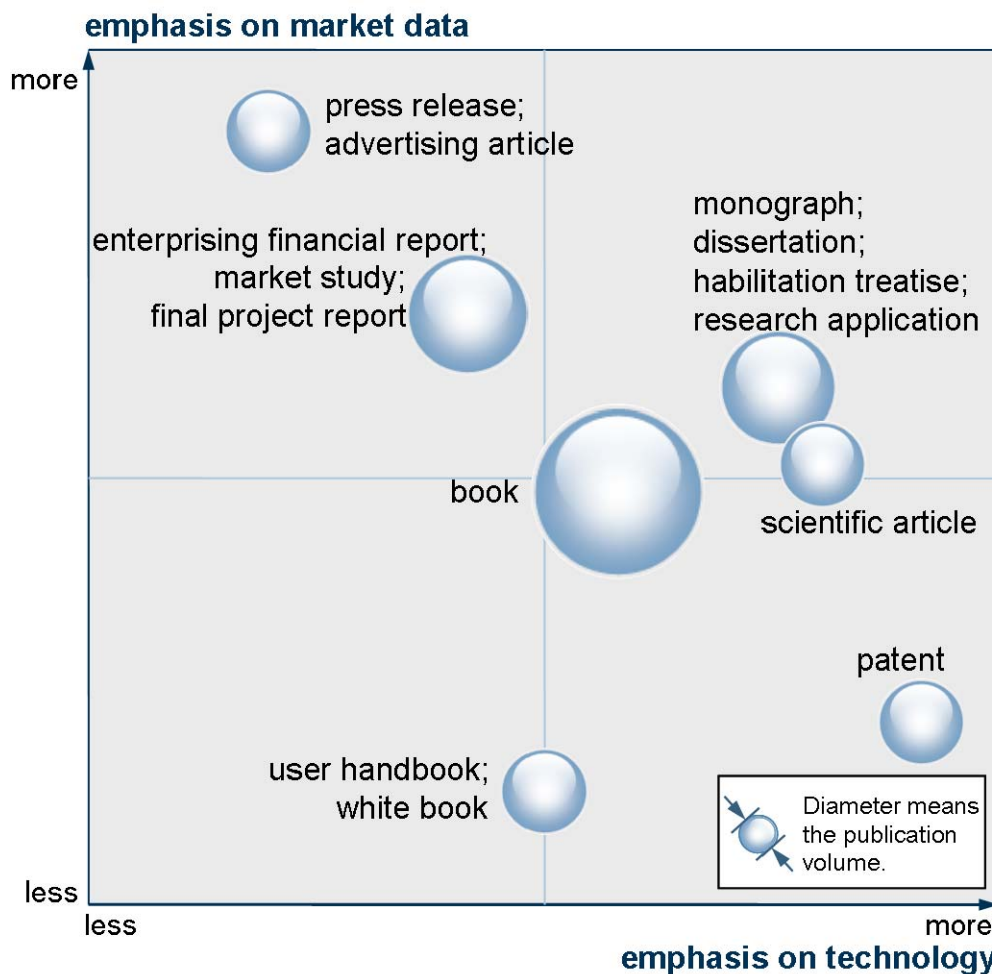 emphasis on market data
more
press release;
advertising article
monograph;
dissertation;
habilitation treatise;
research application
enterprising financial report;
market study;
final project report
book
scientific article
patent
user handbook;
white book
Diameter means
the publication
volume.
less
less
more
emphasis on technology